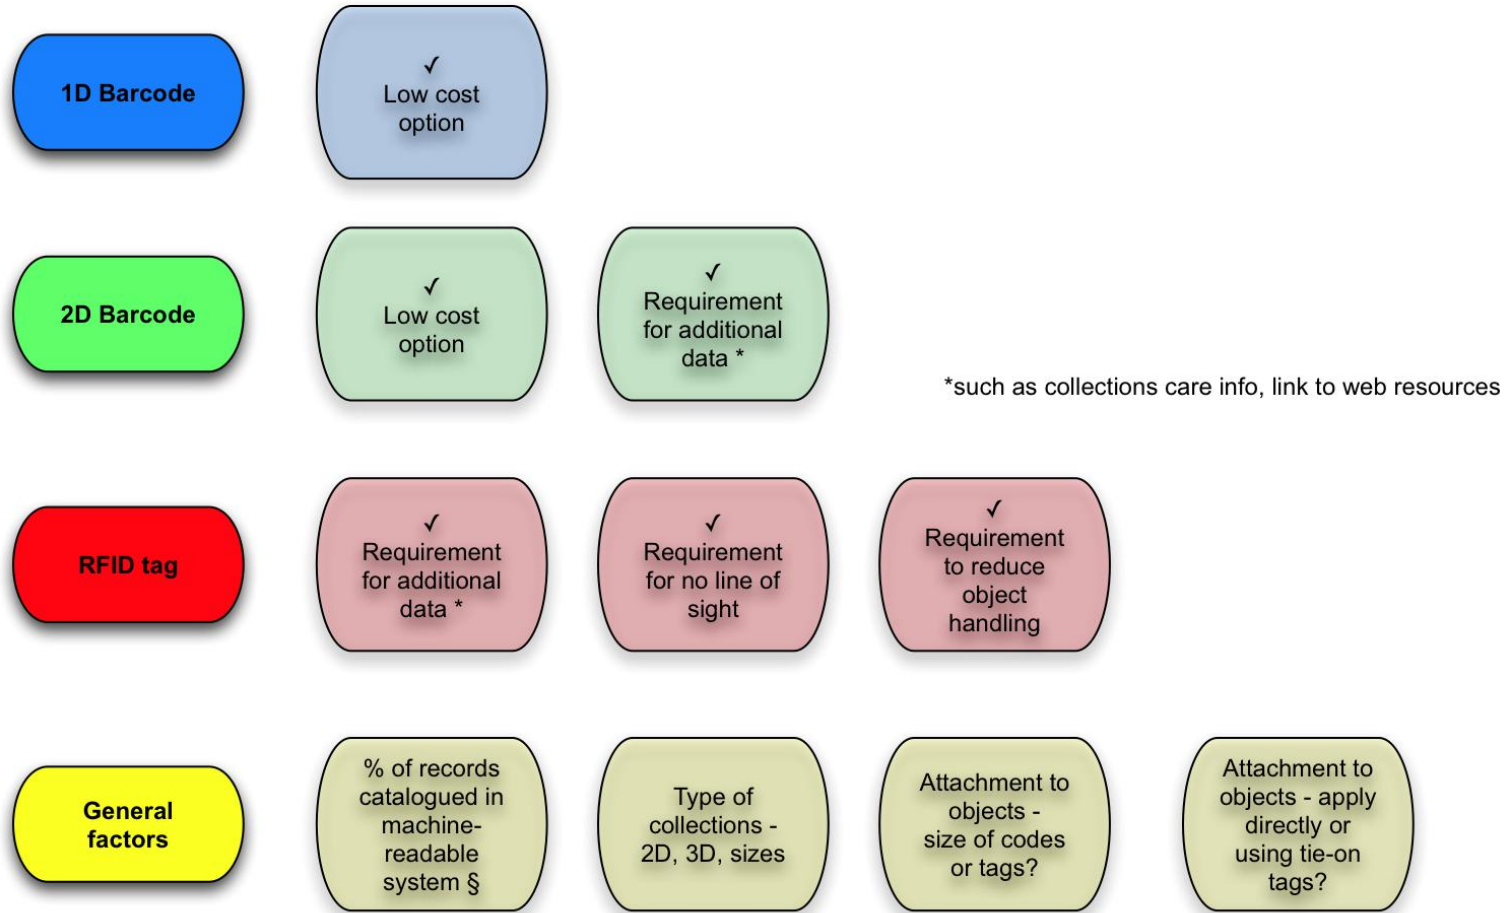 1D Barcode
✓
Low cost
option
2D Barcode
✓
Low cost
option
✓
Requirement
for additional
data *
*such as collections care info, link to web resources
RFID tag
✓
Requirement
for additional
data *
✓
Requirement
for no line of
sight
✓
Requirement
to reduce
object
handling
General
factors
% of records
catalogued in
machine-
readable
system §
Type of
collections -
2D, 3D, sizes
Attachment to
objects -
size of codes
or tags?
Attachment to
objects - apply
directly or
using tie-on
tags?